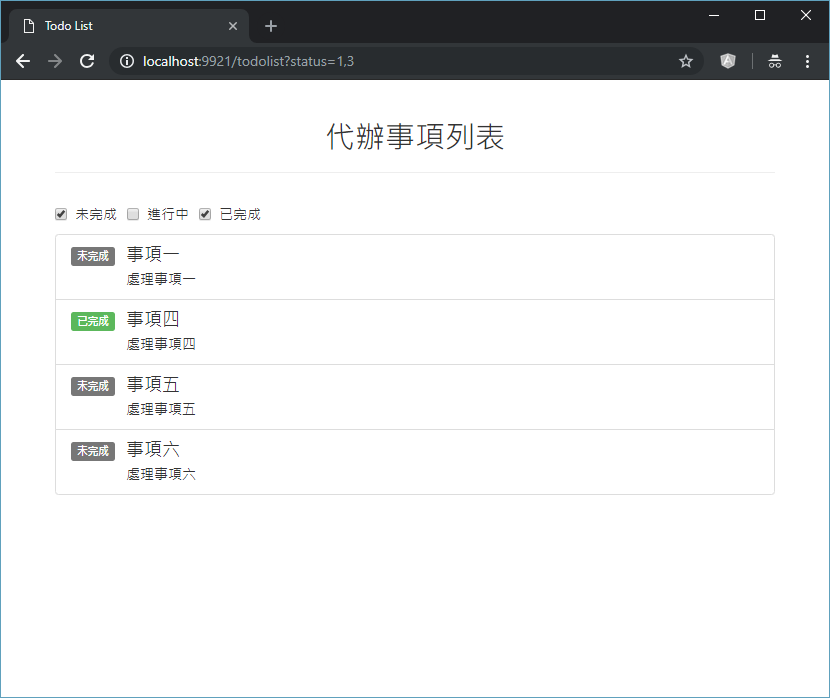 Todo List
localhost:9921/todolist?status=1,3
代辦事項列表
未完成 進行中 已完成
未完成 事項一
處理事項一
已完成 事項四
處理事項四
未完成 事項五
處理事項五
未完成 事項六
處理事項六